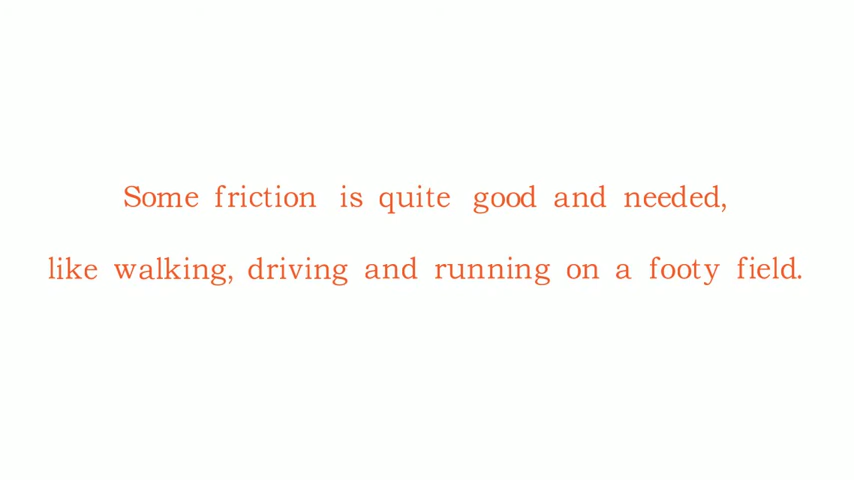 Some friction is quite good and needed,
like walking, driving and running on a footy field.